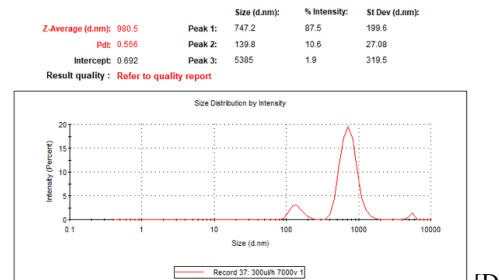 Size (d.nm): % Intensity: St Dev (d.nm):
Z-Average (d.nm): 980.5 Peak 1: 747.2 87.5 199.6
PdI: 0.566 Peak 2: 139.8 10.6 27.08
Intercept: 0.692 Peak 3: 5385 1.9 319.5
Result quality : Refer to quality report
Size Distribution by Intensity
Intensity (Percent)
20
15
10
5
0
0.1 1 10 100 1000 10000
Size (d.nm)
Record 37: 300ul/h 7000v 1